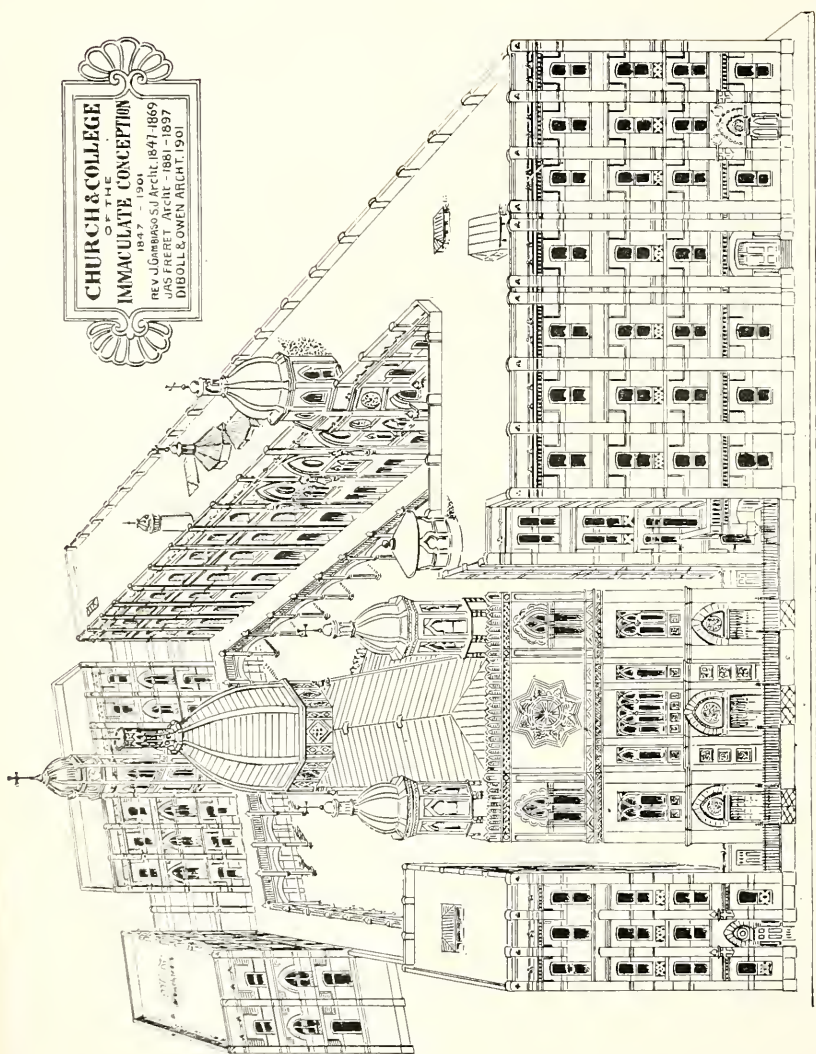 CHURCH & COLLEGE
OF THE
IMMACULATE CONCEPTION
1847 - 1901
REV J. GAMBIASO S.J Archt. 1847-1869
JAS FRERET Archt - 1881-1897
DIBOLL & OWEN ARCHT. 1901